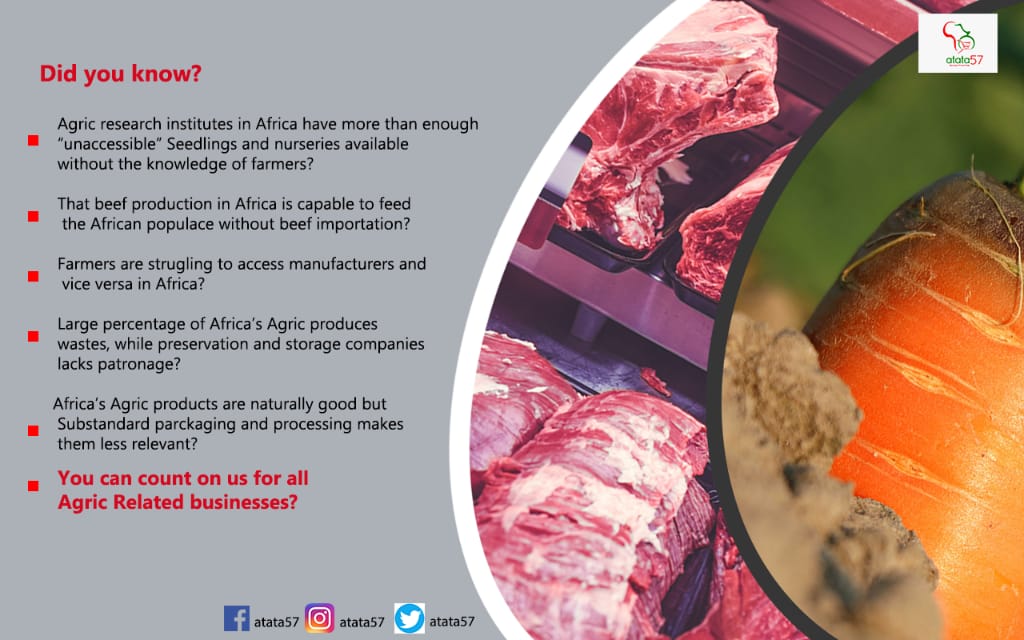 atata57
Did you know?
Agric research institutes in Africa have more than enough
“unaccessible” Seedlings and nurseries available
without the knowledge of farmers?
That beef production in Africa is capable to feed
the African populace without beef importation?
Farmers are strugling to access manufacturers and
vice versa in Africa?
Large percentage of Africa’s Agric produces
wastes, while preservation and storage companies
lacks patronage?
Africa’s Agric products are naturally good but
Substandard parckaging and processing makes
them less relevant?
You can count on us for all
Agric Related businesses?
atata57 atata57 atata57